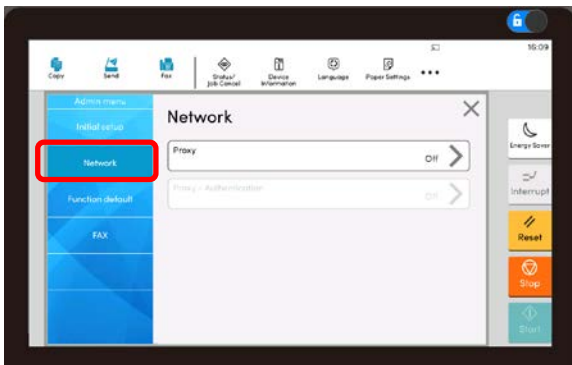 16:09
Copy
Send
Fax
Status/
Job Cancel
Device
Information
Language
Paper Settings
Admin menu
Initial setup
Network
Function default
FAX
Network
Proxy
Off
Proxy - Authentication
Off
Energy Saver
Interrupt
Reset
Stop
Start